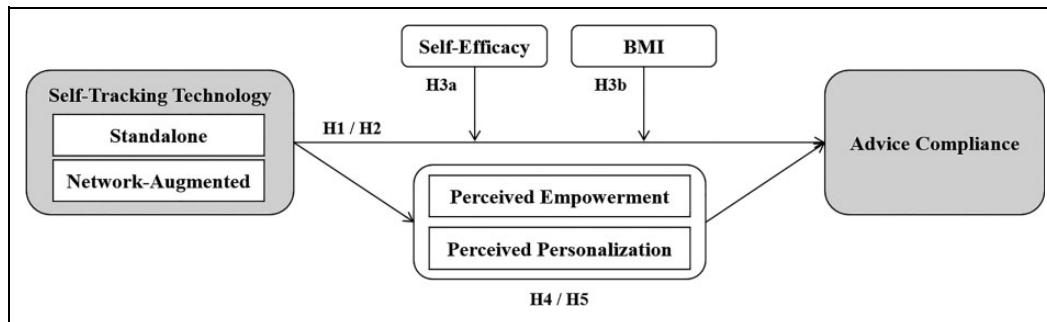 Self-Efficacy
BMI
H3a
H3b
Self-Tracking Technology
Standalone
Network-Augmented
H1 / H2
Advice Compliance
Perceived Empowerment
Perceived Personalization
H4 / H5